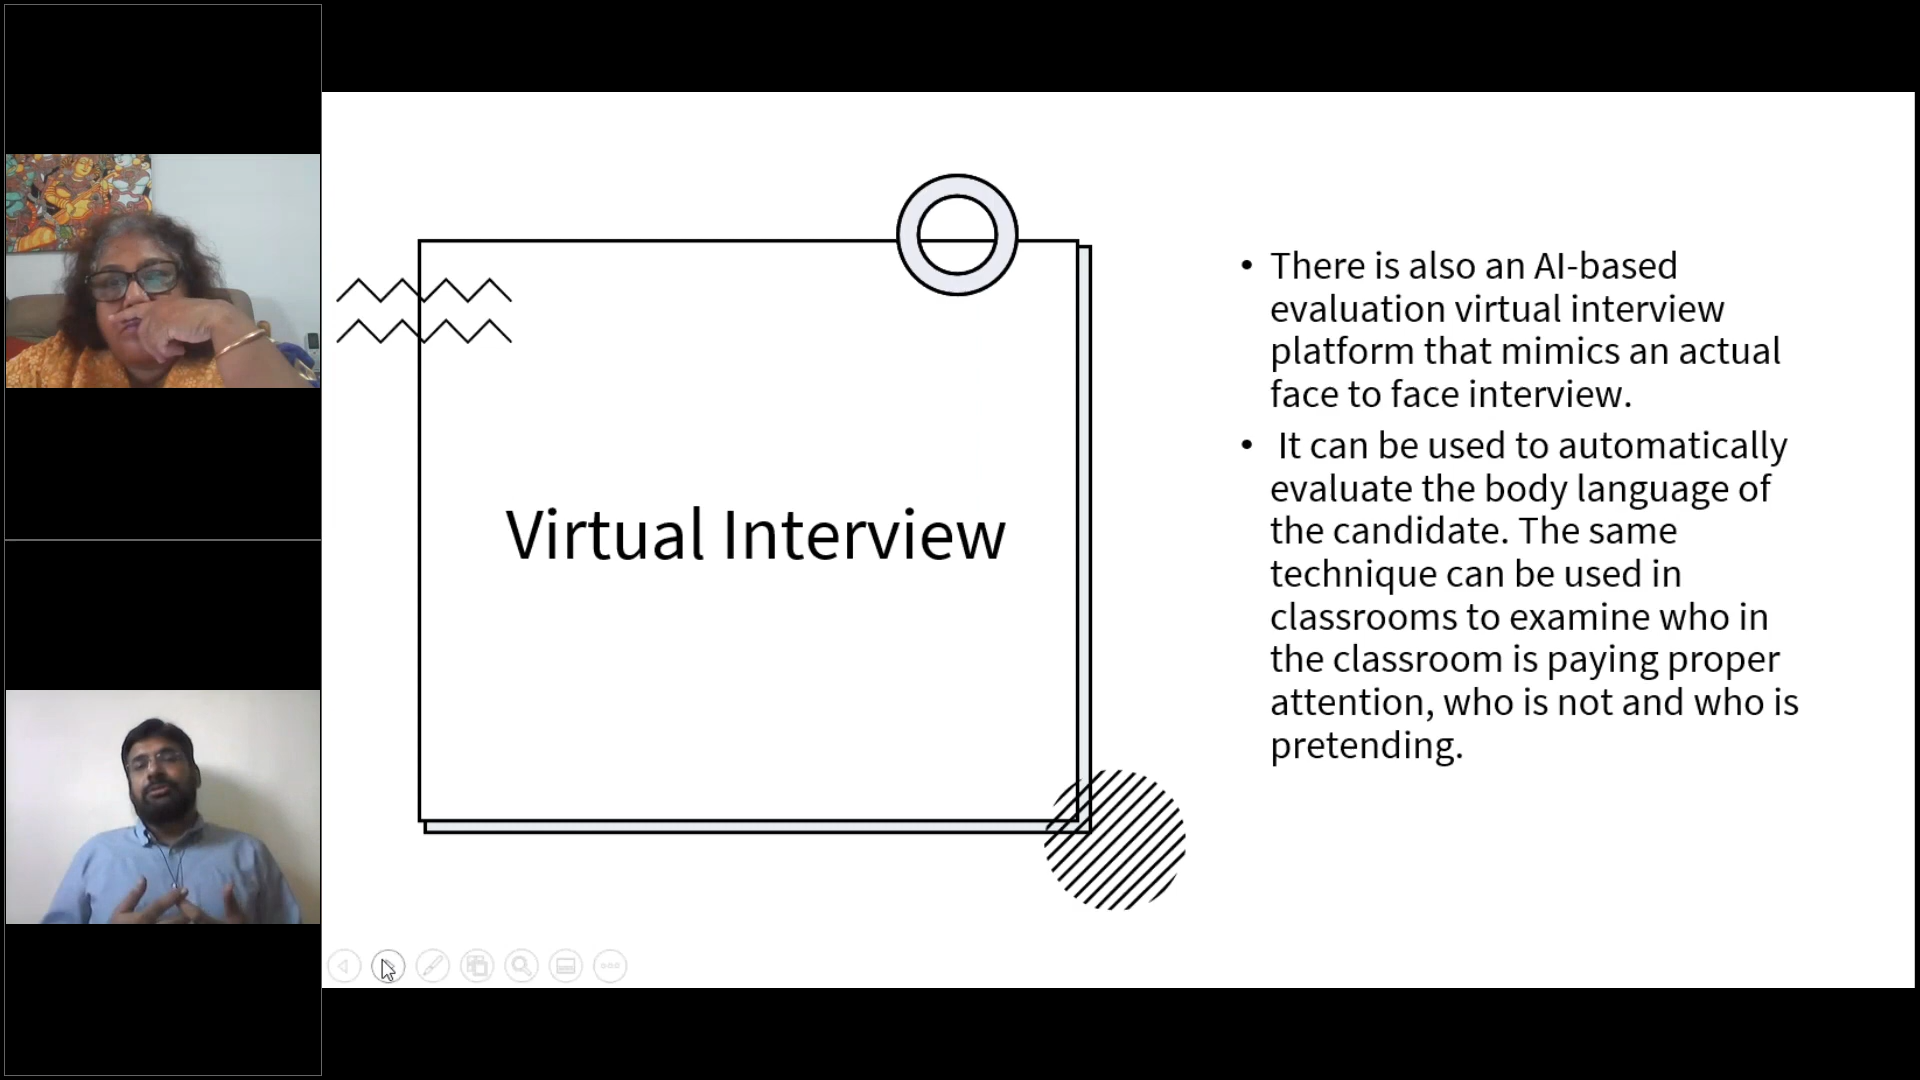 Virtual Interview
• There is also an AI-based
evaluation virtual interview
platform that mimics an actual
face to face interview.
• It can be used to automatically
evaluate the body language of
the candidate. The same
technique can be used in
classrooms to examine who in
the classroom is paying proper
attention, who is not and who is
pretending.